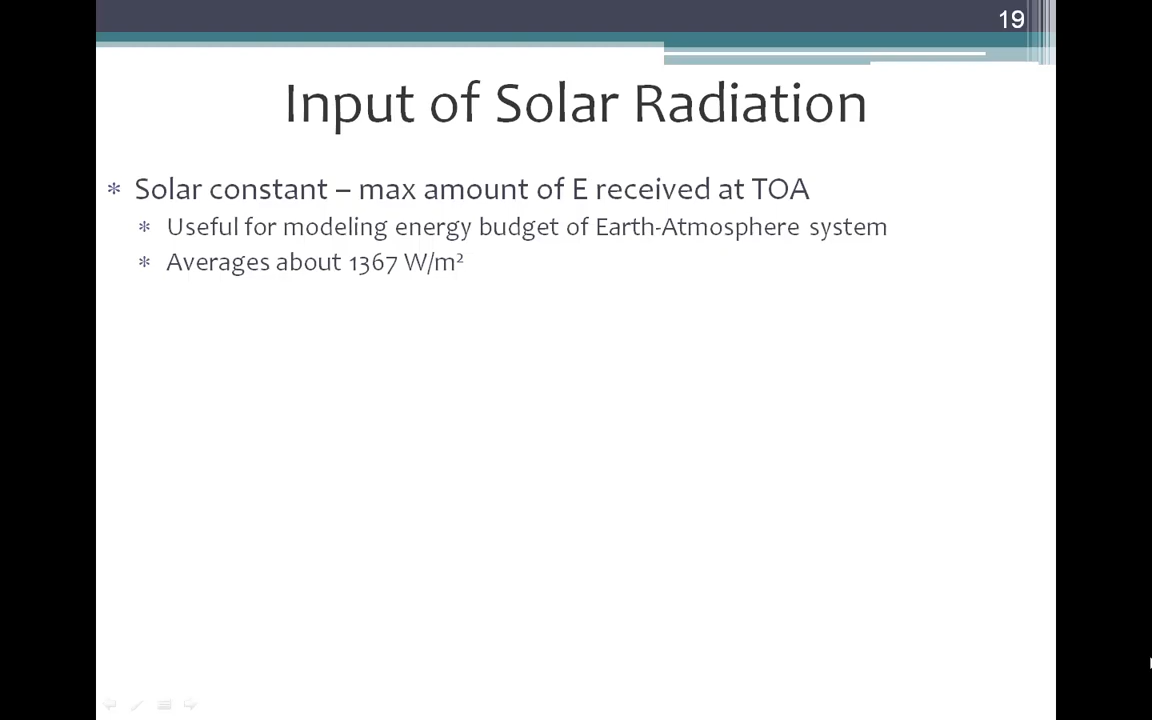 19
Input of Solar Radiation
* Solar constant – max amount of E received at TOA
* Useful for modeling energy budget of Earth-Atmosphere system
* Averages about 1367 W/m²